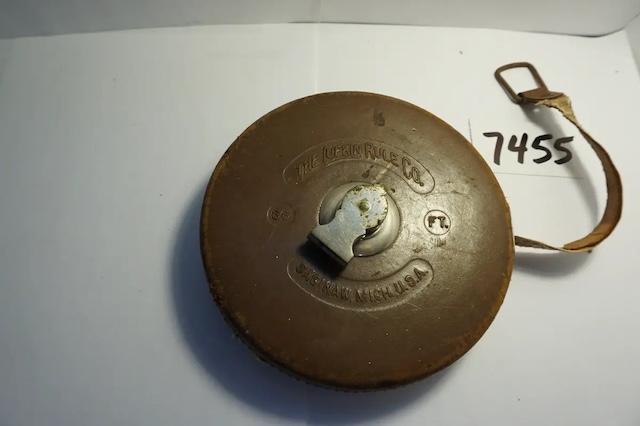 THE LUFKIN RULE CO.
FT.
SAGINAW, MICH. U.S.A.
7455